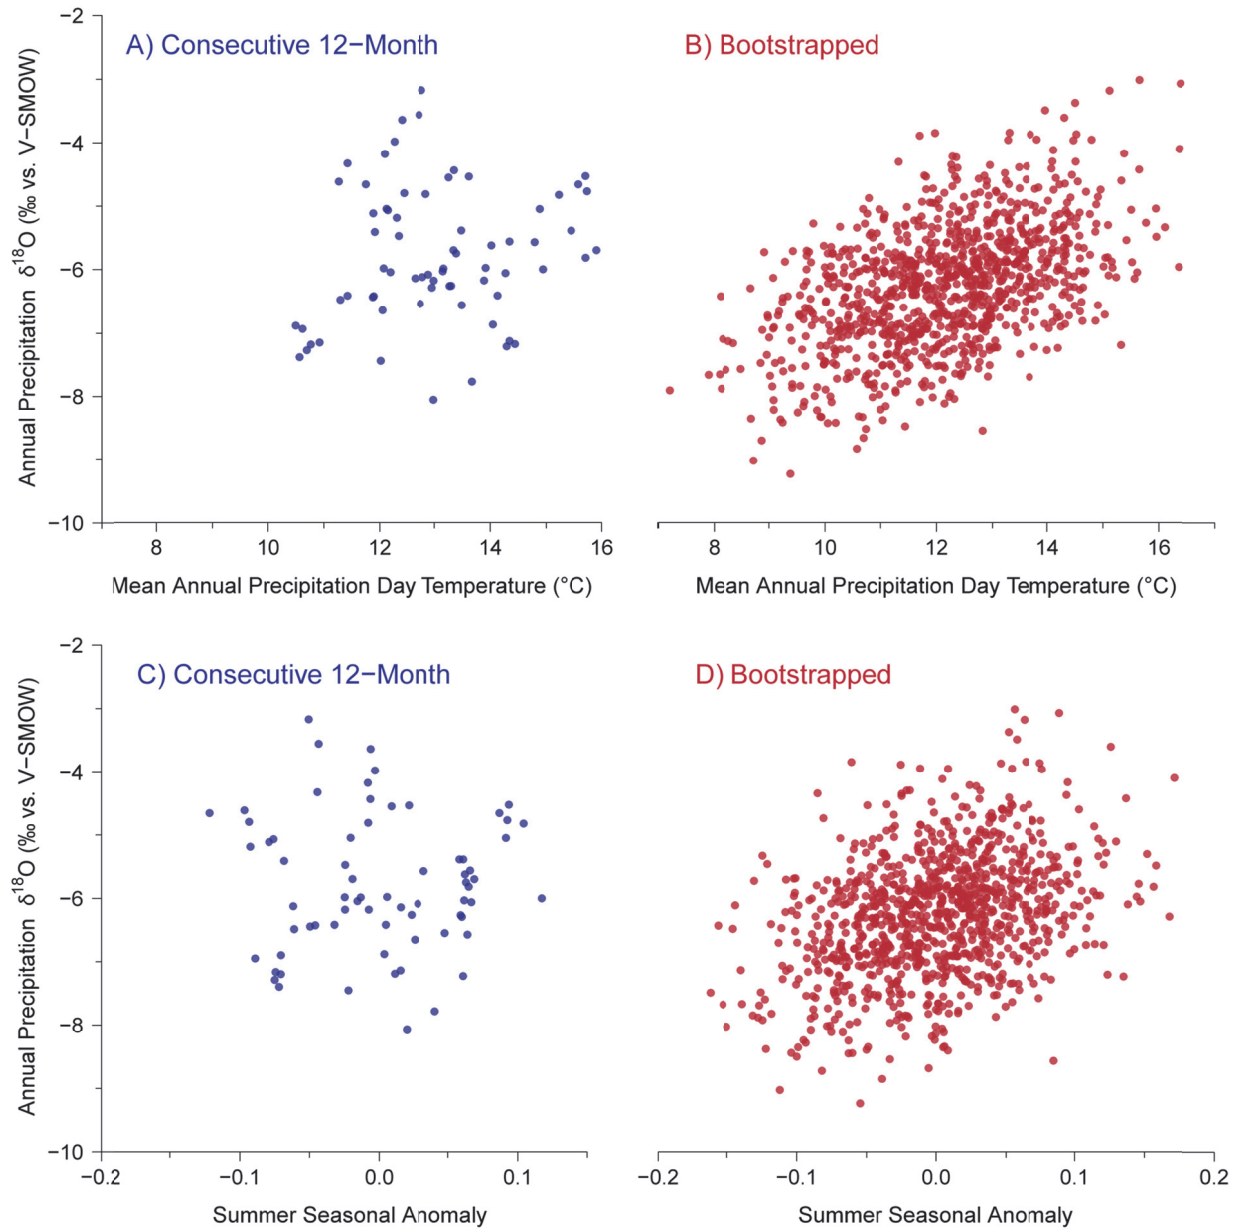 A) Consecutive 12−Month
B) Bootstrapped
Annual Precipitation δ¹⁸O (‰ vs. V−SMOW)
−2
−4
−6
−8
−10
8 10 12 14 16
8 10 12 14 16
Mean Annual Precipitation Day Temperature (°C)
Mean Annual Precipitation Day Temperature (°C)
C) Consecutive 12−Month
D) Bootstrapped
Annual Precipitation δ¹⁸O (‰ vs. V−SMOW)
−2
−4
−6
−8
−10
−0.2 −0.1 0.0 0.1
−0.2 −0.1 0.0 0.1 0.2
Summer Seasonal Anomaly
Summer Seasonal Anomaly